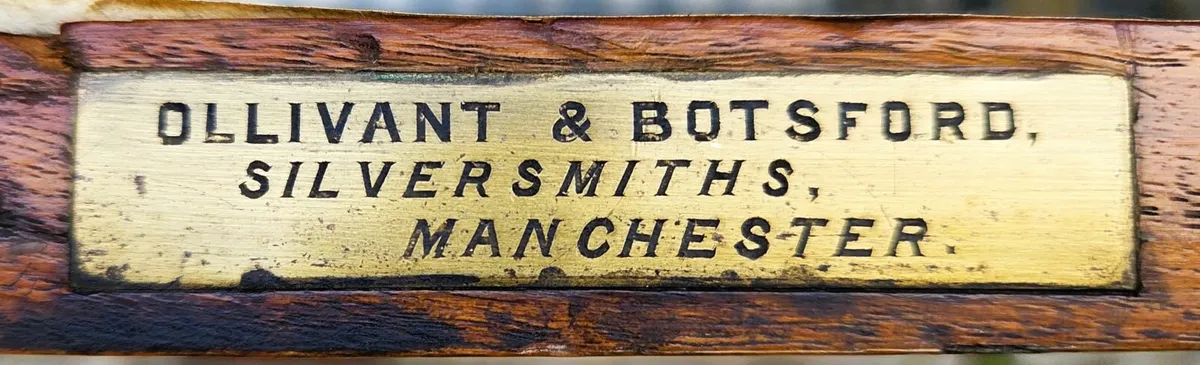 OLLIVANT & BOTSFORD,
SILVERSMITHS,
MANCHESTER.